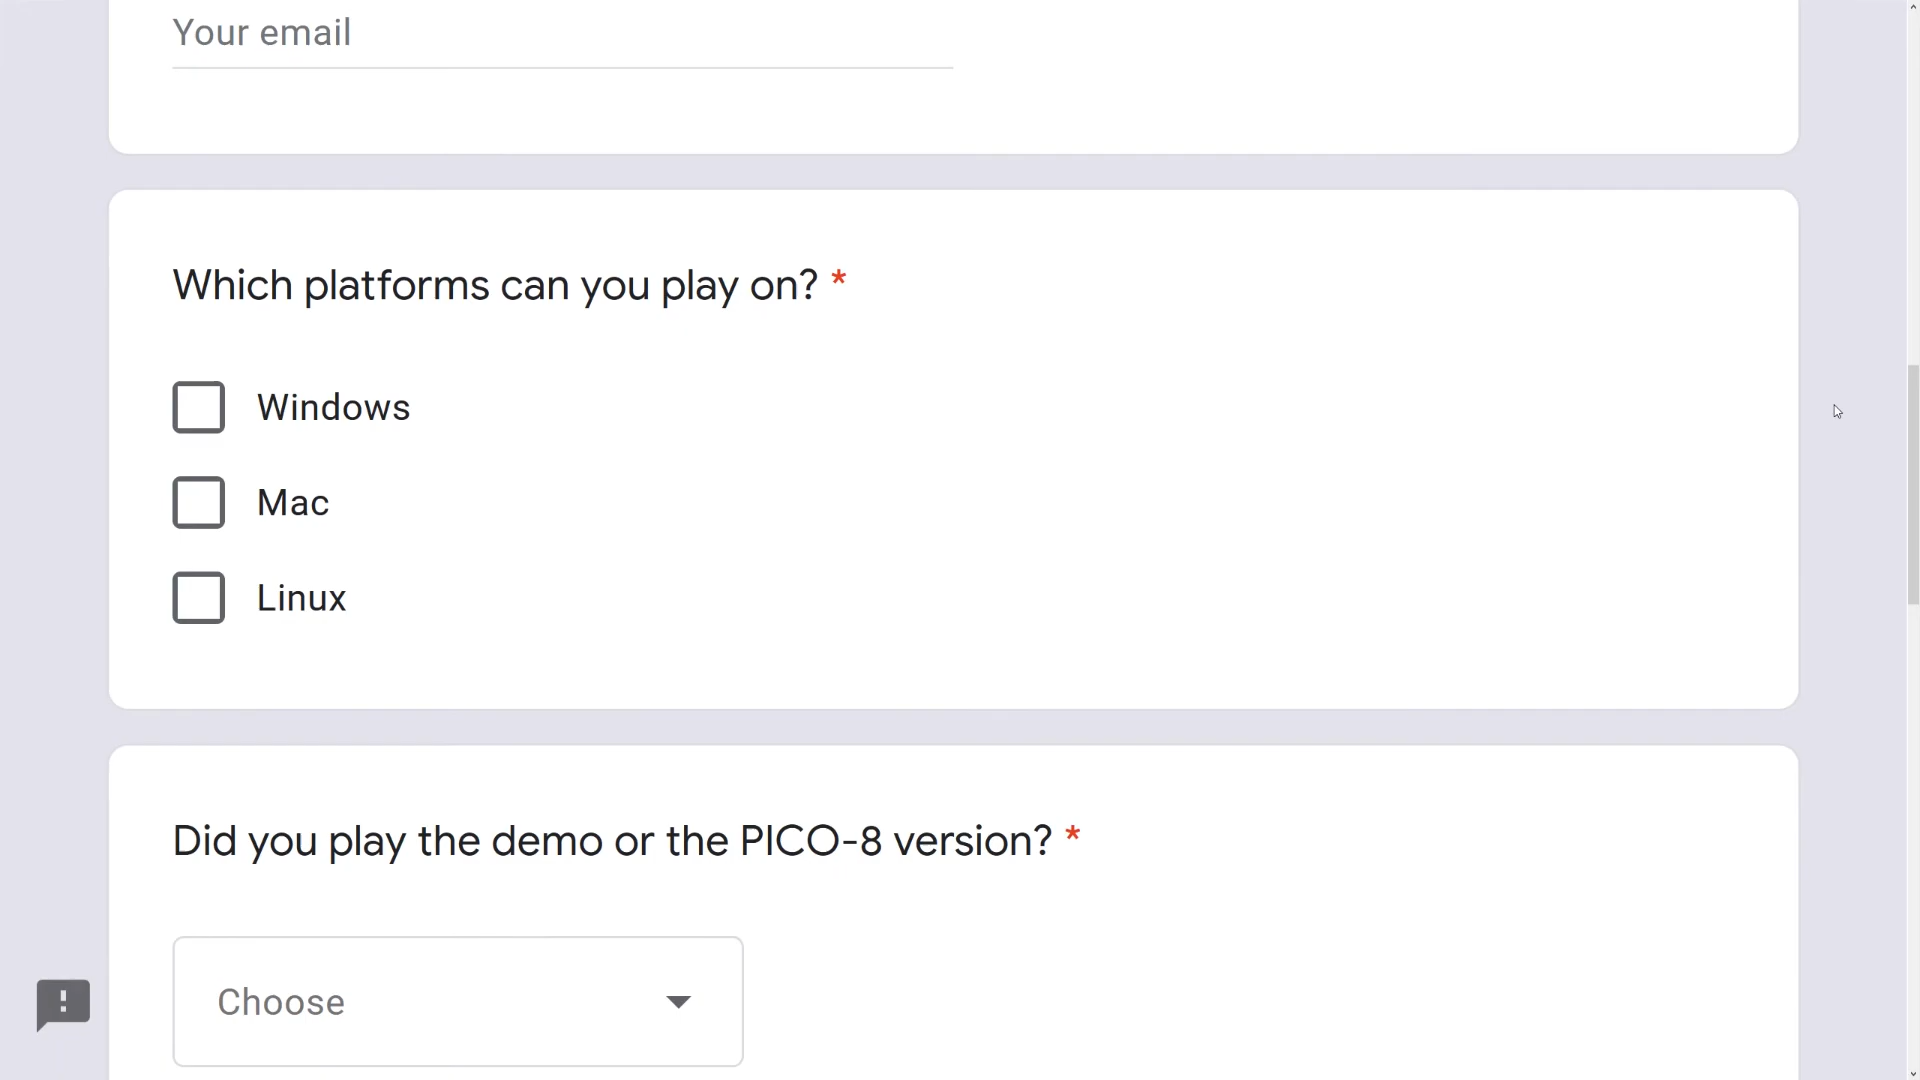 Your email
Which platforms can you play on? *
Windows
Mac
Linux
Did you play the demo or the PICO-8 version? *
Choose